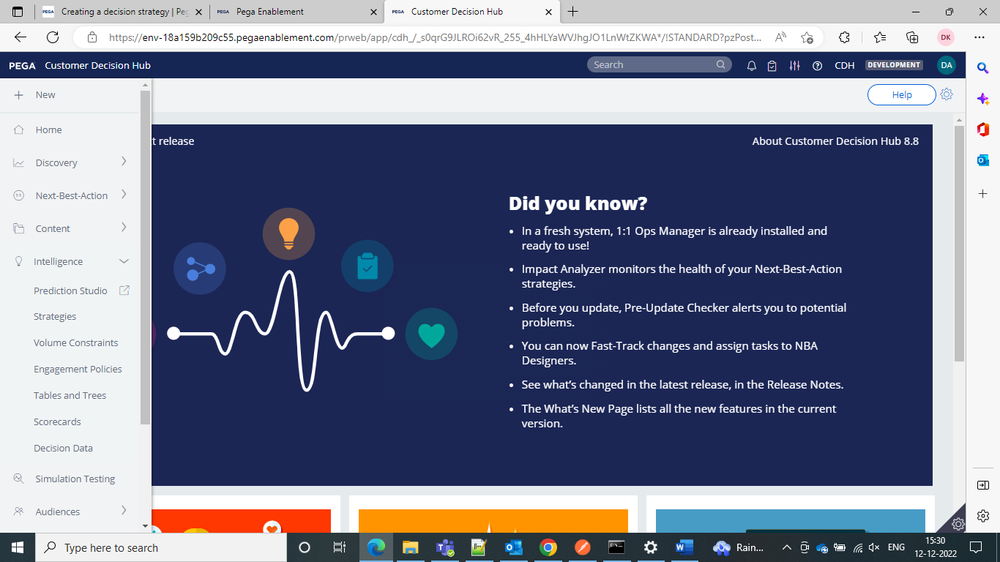 Creating a decision strategy | Peg
PEGA Pega Enablement
PEGA Customer Decision Hub
https://env-18a159b209c55.pegaenablement.com/prweb/app/cdh_/_s0qrG9JLROi62vR_255_4hHLYaWVJhgJO1LnWtZKWA*/!STANDARD?pzPost...
DK
PEGA Customer Decision Hub
Search
CDH
DEVELOPMENT
DA
New
Help
Home
Discovery
Next-Best-Action
Content
Intelligence
Prediction Studio
Strategies
Volume Constraints
Engagement Policies
Tables and Trees
Scorecards
Decision Data
Simulation Testing
Audiences
t release
About Customer Decision Hub 8.8
Did you know?
• In a fresh system, 1:1 Ops Manager is already installed and
ready to use!
• Impact Analyzer monitors the health of your Next-Best-Action
strategies.
• Before you update, Pre-Update Checker alerts you to potential
problems.
• You can now Fast-Track changes and assign tasks to NBA
Designers.
• See what's changed in the latest release, in the Release Notes.
• The What's New Page lists all the new features in the current
version.
Type here to search
Rain...
ENG
15:30
12-12-2022